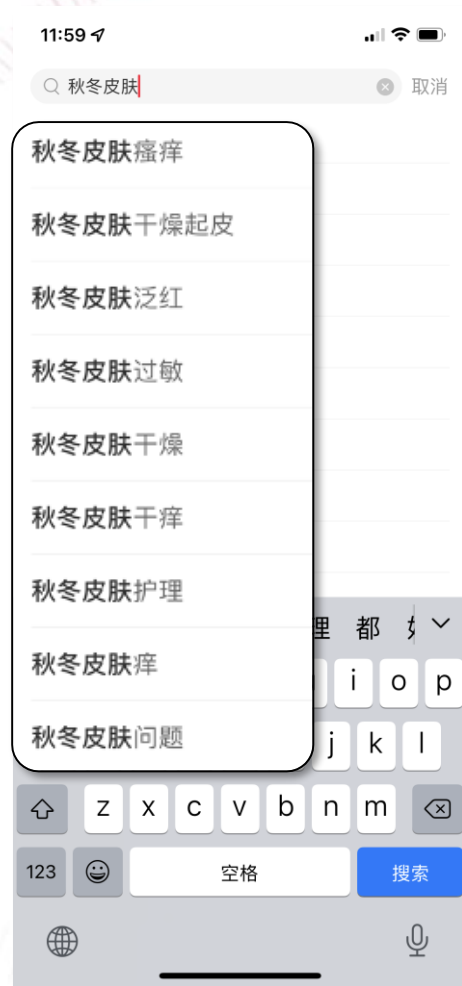 11:59
秋冬皮肤
取消
秋冬皮肤瘙痒
秋冬皮肤干燥起皮
秋冬皮肤泛红
秋冬皮肤过敏
秋冬皮肤干燥
秋冬皮肤干痒
秋冬皮肤护理
秋冬皮肤痒
秋冬皮肤问题
理 都
i o p
j k l
z x c v b n m
123 空格 搜索